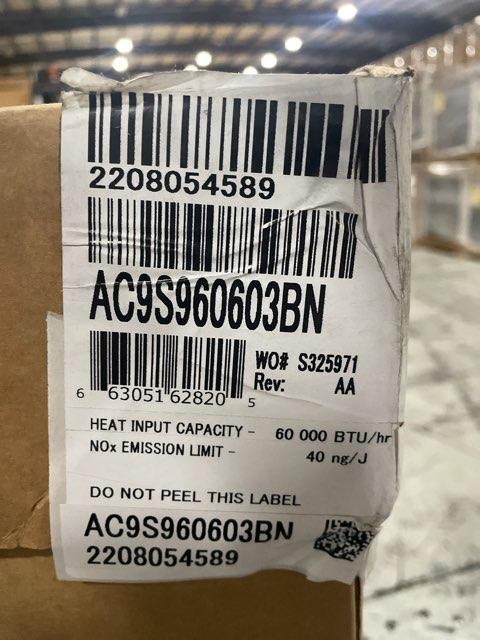 2208054589
AC9S960603BN
WO# S325971
Rev: AA
6 63051 62820 5
HEAT INPUT CAPACITY - 60 000 BTU/hr
NOx EMISSION LIMIT - 40 ng/J
DO NOT PEEL THIS LABEL
AC9S960603BN
2208054589